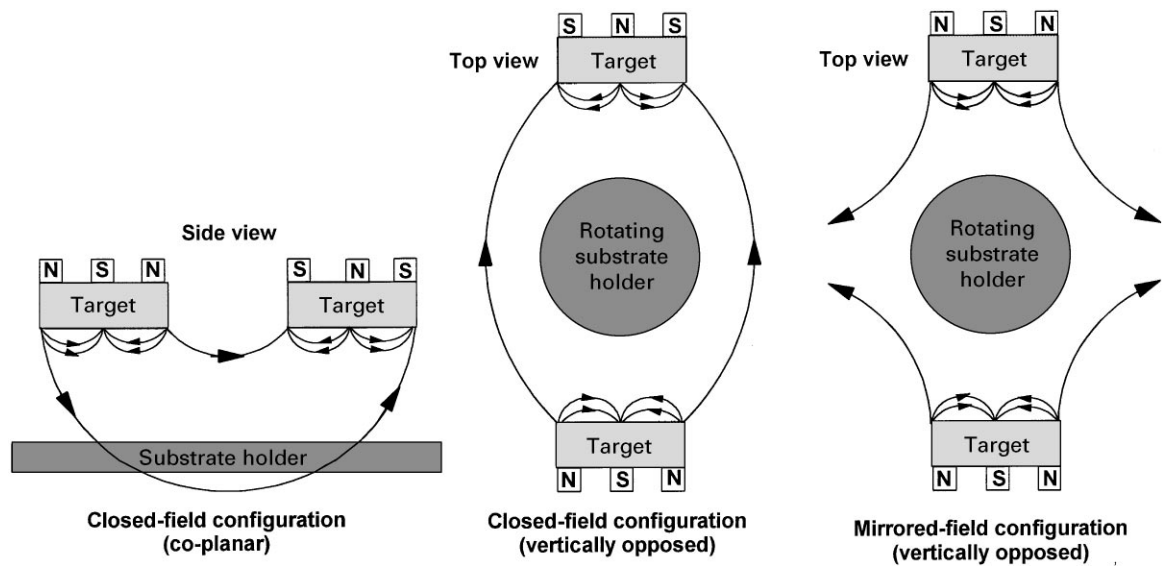 Side view
N S N
S N S
Target
Target
Substrate holder
Closed-field configuration
(co-planar)
S N S
Top view
Target
Rotating
substrate
holder
Target
N S N
Closed-field configuration
(vertically opposed)
N S N
Top view
Target
Rotating
substrate
holder
Target
N S N
Mirrored-field configuration
(vertically opposed)